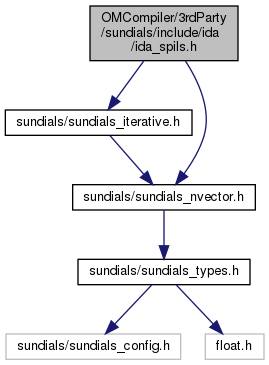 OMCompiler/3rdParty
/sundials/include/ida
/ida_spils.h
sundials/sundials_iterative.h
sundials/sundials_nvector.h
sundials/sundials_types.h
sundials/sundials_config.h
float.h